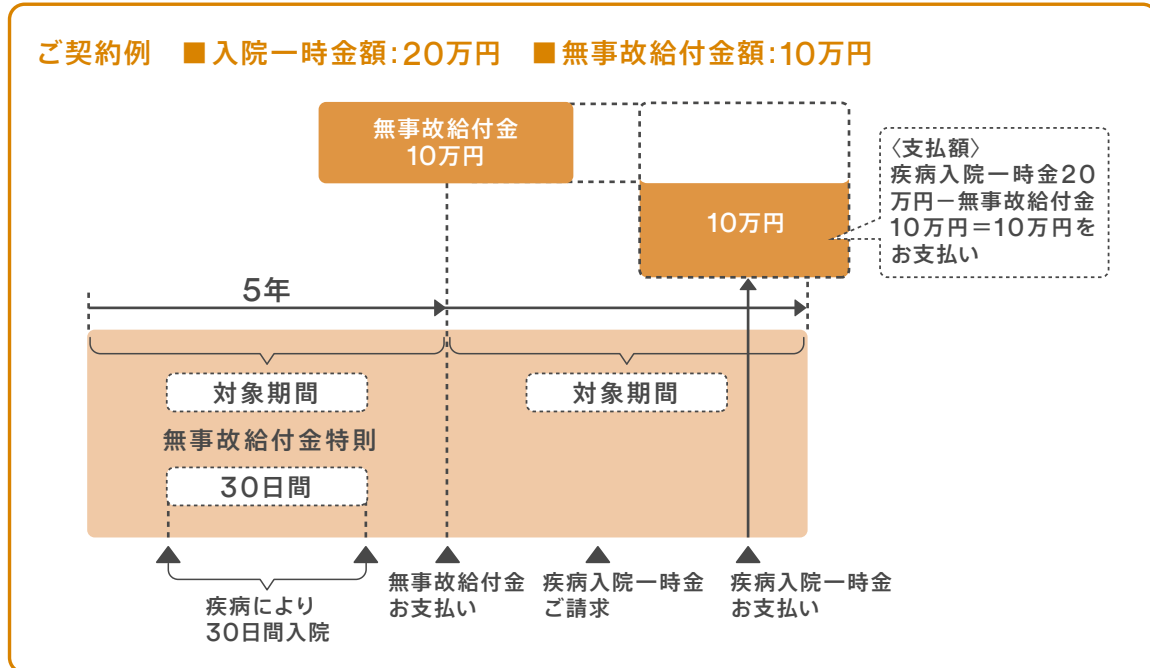 ご契約例 ■入院一時金額:20万円 ■無事故給付金額:10万円
無事故給付金
10万円
10万円
〈支払額〉
疾病入院一時金20
万円－無事故給付金
10万円＝10万円を
お支払い
5年
対象期間
対象期間
無事故給付金特則
30日間
疾病により
30日間入院
無事故給付金
お支払い
疾病入院一時金
ご請求
疾病入院一時金
お支払い